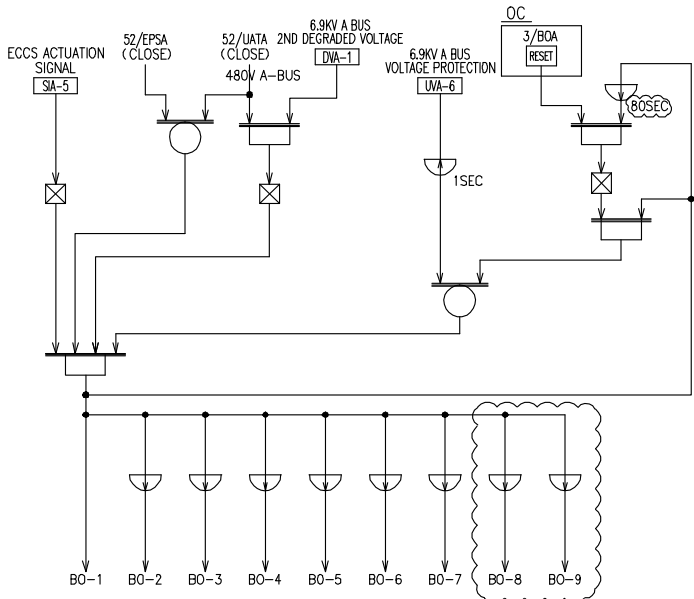 ECCS ACTUATION
SIGNAL
SIA-5
52/EPSA
(CLOSE)
52/UATA
(CLOSE)
480V A-BUS
6.9KV A BUS
2ND DEGRADED VOLTAGE
DVA-1
6.9KV A BUS
VOLTAGE PROTECTION
UVA-6
OC
3/BOA
RESET
80SEC
1SEC
BO-1
BO-2
BO-3
BO-4
BO-5
BO-6
BO-7
BO-8
BO-9